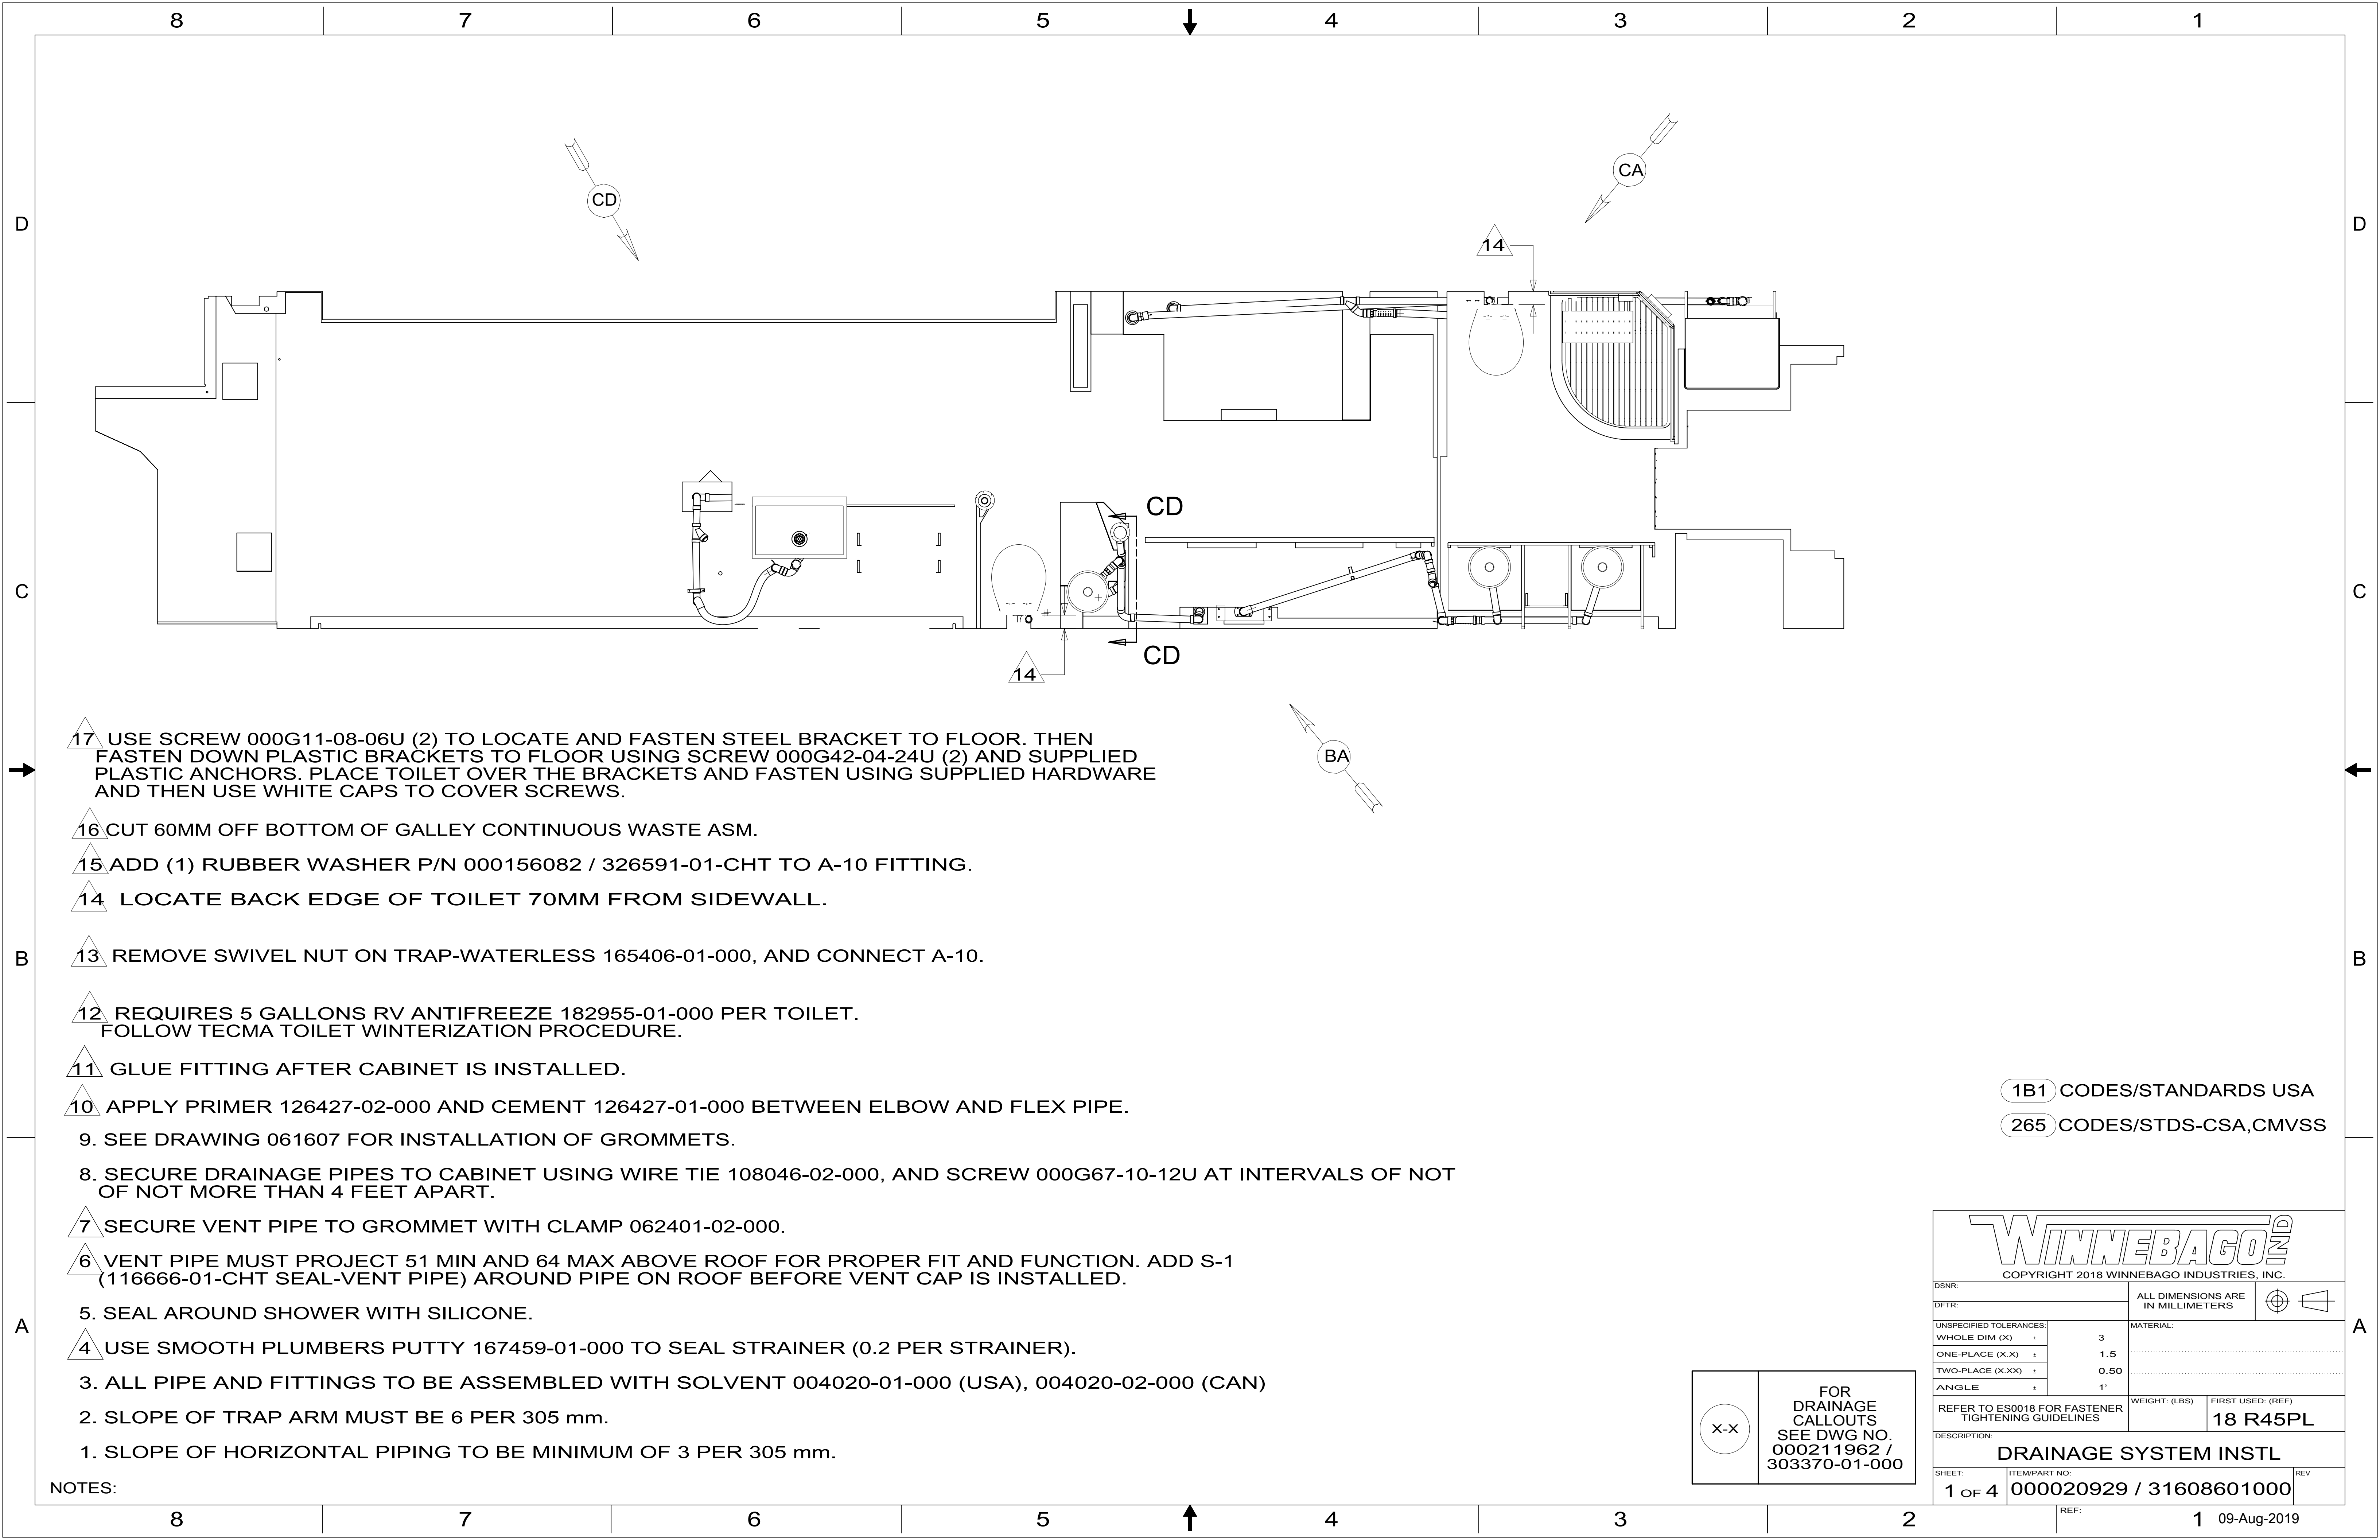 8 7 6 5 4 3 2 1
CD
CA
14
D D
CD
C C
CD
14
BA
17 USE SCREW 000G11-08-06U (2) TO LOCATE AND FASTEN STEEL BRACKET TO FLOOR. THEN
FASTEN DOWN PLASTIC BRACKETS TO FLOOR USING SCREW 000G42-04-24U (2) AND SUPPLIED
PLASTIC ANCHORS. PLACE TOILET OVER THE BRACKETS AND FASTEN USING SUPPLIED HARDWARE
AND THEN USE WHITE CAPS TO COVER SCREWS.
16 CUT 60MM OFF BOTTOM OF GALLEY CONTINUOUS WASTE ASM.
15 ADD (1) RUBBER WASHER P/N 000156082 / 326591-01-CHT TO A-10 FITTING.
14 LOCATE BACK EDGE OF TOILET 70MM FROM SIDEWALL.
B B
13 REMOVE SWIVEL NUT ON TRAP-WATERLESS 165406-01-000, AND CONNECT A-10.
12 REQUIRES 5 GALLONS RV ANTIFREEZE 182955-01-000 PER TOILET.
FOLLOW TECMA TOILET WINTERIZATION PROCEDURE.
11 GLUE FITTING AFTER CABINET IS INSTALLED.
10 APPLY PRIMER 126427-02-000 AND CEMENT 126427-01-000 BETWEEN ELBOW AND FLEX PIPE.
9. SEE DRAWING 061607 FOR INSTALLATION OF GROMMETS.
8. SECURE DRAINAGE PIPES TO CABINET USING WIRE TIE 108046-02-000, AND SCREW 000G67-10-12U AT INTERVALS OF NOT
OF NOT MORE THAN 4 FEET APART.
7 SECURE VENT PIPE TO GROMMET WITH CLAMP 062401-02-000.
6 VENT PIPE MUST PROJECT 51 MIN AND 64 MAX ABOVE ROOF FOR PROPER FIT AND FUNCTION. ADD S-1
(116666-01-CHT SEAL-VENT PIPE) AROUND PIPE ON ROOF BEFORE VENT CAP IS INSTALLED.
5. SEAL AROUND SHOWER WITH SILICONE.
A A
4 USE SMOOTH PLUMBERS PUTTY 167459-01-000 TO SEAL STRAINER (0.2 PER STRAINER).
3. ALL PIPE AND FITTINGS TO BE ASSEMBLED WITH SOLVENT 004020-01-000 (USA), 004020-02-000 (CAN)
2. SLOPE OF TRAP ARM MUST BE 6 PER 305 mm.
1. SLOPE OF HORIZONTAL PIPING TO BE MINIMUM OF 3 PER 305 mm.
NOTES:
1B1 CODES/STANDARDS USA
265 CODES/STDS-CSA,CMVSS
X-X
FOR
DRAINAGE
CALLOUTS
SEE DWG NO.
000211962 /
303370-01-000
WINNEBAGO IND
COPYRIGHT 2018 WINNEBAGO INDUSTRIES, INC.
DSNR:
DFTR:
ALL DIMENSIONS ARE
IN MILLIMETERS
UNSPECIFIED TOLERANCES:
WHOLE DIM (X) ± 3
ONE-PLACE (X.X) ± 1.5
TWO-PLACE (X.XX) ± 0.50
ANGLE ± 1°
MATERIAL:
REFER TO ES0018 FOR FASTENER
TIGHTENING GUIDELINES
WEIGHT: (LBS)
FIRST USED: (REF)
18 R45PL
DESCRIPTION:
DRAINAGE SYSTEM INSTL
SHEET:
1 OF 4
ITEM/PART NO:
000020929 / 31608601000
REV
REF:
8 7 6 5 4 3 2 1
09-Aug-2019